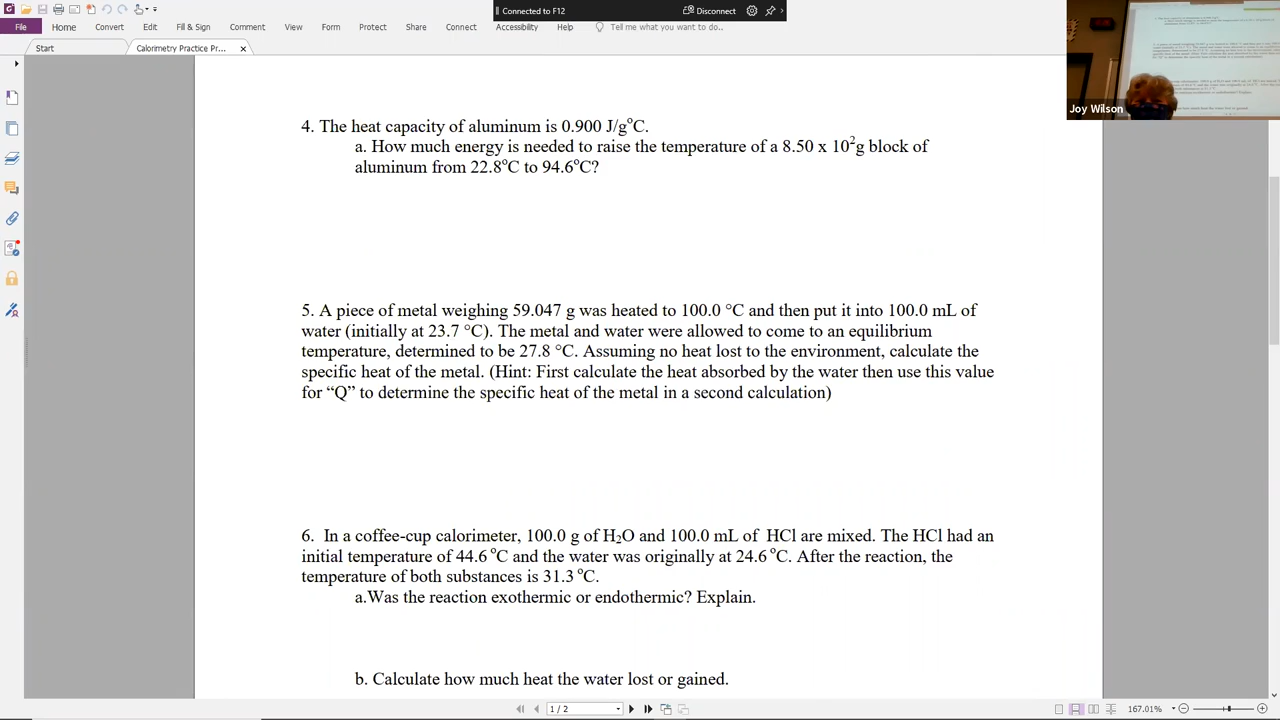 Connected to F12
Disconnect
File
Home
Convert
Edit
Fill & Sign
Comment
View
Form
Protect
Share
Accessibility
Help
Tell me what you want to do..
Start
Calorimetry Practice Pr...
Joy Wilson
4. The heat capacity of aluminum is 0.900 J/g°C.
a. How much energy is needed to raise the temperature of a 8.50 x 10²g block of
aluminum from 22.8°C to 94.6°C?
5. A piece of metal weighing 59.047 g was heated to 100.0 °C and then put it into 100.0 mL of
water (initially at 23.7 °C). The metal and water were allowed to come to an equilibrium
temperature, determined to be 27.8 °C. Assuming no heat lost to the environment, calculate the
specific heat of the metal. (Hint: First calculate the heat absorbed by the water then use this value
for “Q” to determine the specific heat of the metal in a second calculation)
6. In a coffee-cup calorimeter, 100.0 g of H₂O and 100.0 mL of HCl are mixed. The HCl had an
initial temperature of 44.6 °C and the water was originally at 24.6 °C. After the reaction, the
temperature of both substances is 31.3 °C.
a.Was the reaction exothermic or endothermic? Explain.
b. Calculate how much heat the water lost or gained.
1 / 2
167.01%